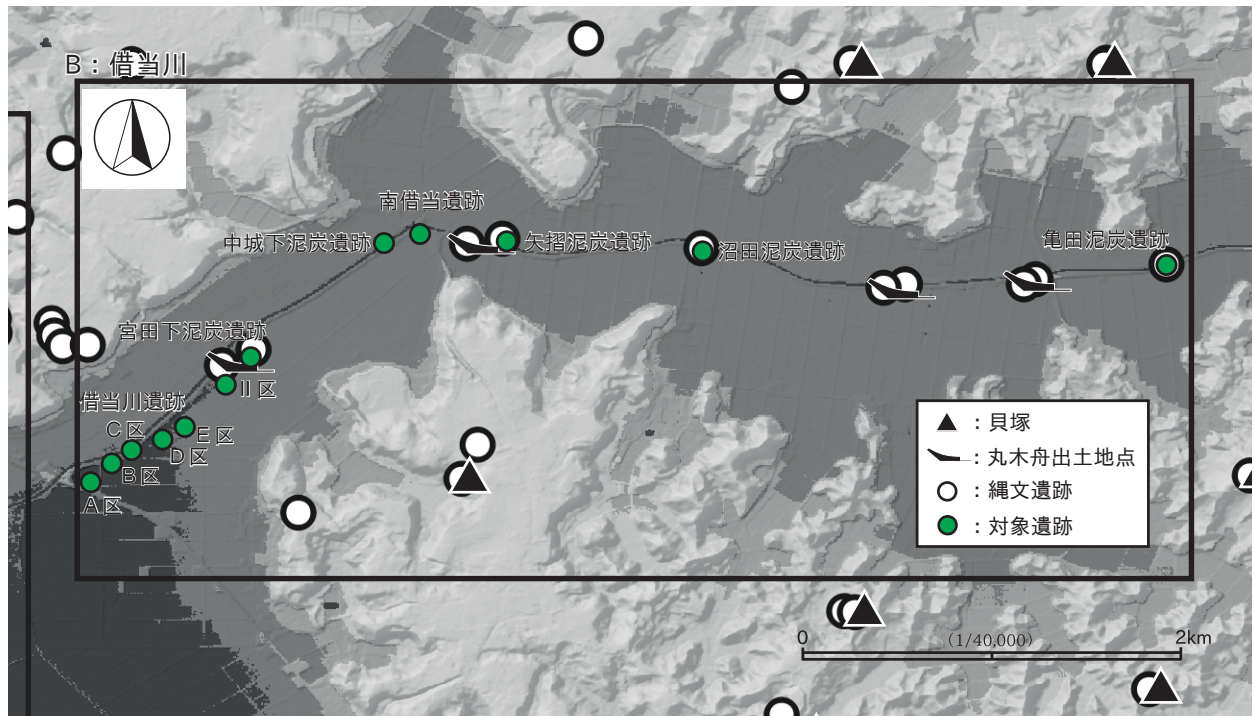 B：借当川
南借当遺跡
中城下泥炭遺跡
矢摺泥炭遺跡
沼田泥炭遺跡
亀田泥炭遺跡
宮田下泥炭遺跡
Ⅱ区
借当川遺跡
C区
E区
D区
B区
A区
：貝塚
：丸木舟出土地点
：縄文遺跡
：対象遺跡
0 (1/40,000) 2km